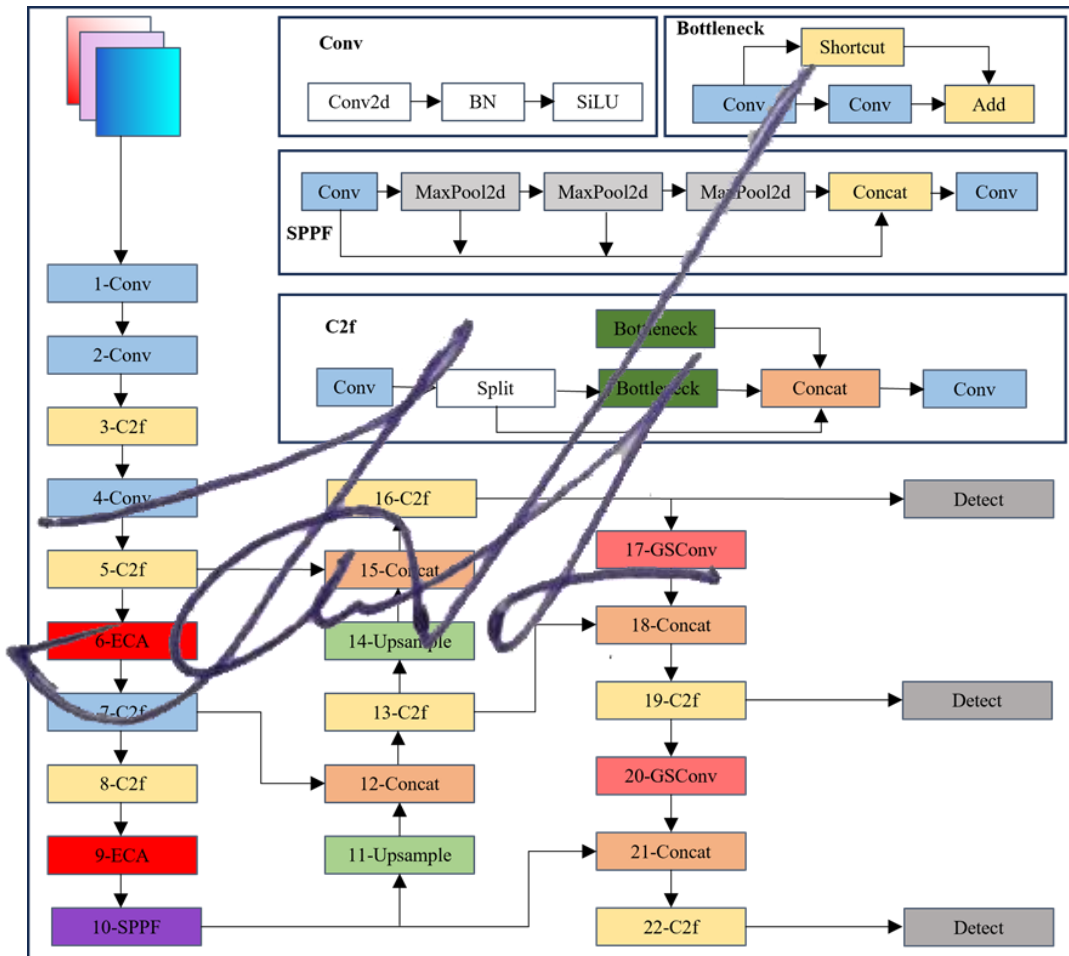 Conv
Conv2d
BN
SiLU
Bottleneck
Shortcut
Conv
Conv
Add
Conv
MaxPool2d
MaxPool2d
MaxPool2d
Concat
Conv
SPPF
C2f
Bottleneck
Conv
Split
Bottleneck
Concat
Conv
1-Conv
2-Conv
3-C2f
4-Conv
5-C2f
6-ECA
7-C2f
8-C2f
9-ECA
10-SPPF
16-C2f
15-Concat
14-Upsample
13-C2f
12-Concat
11-Upsample
17-GSConv
18-Concat
19-C2f
20-GSConv
21-Concat
22-C2f
Detect
Detect
Detect